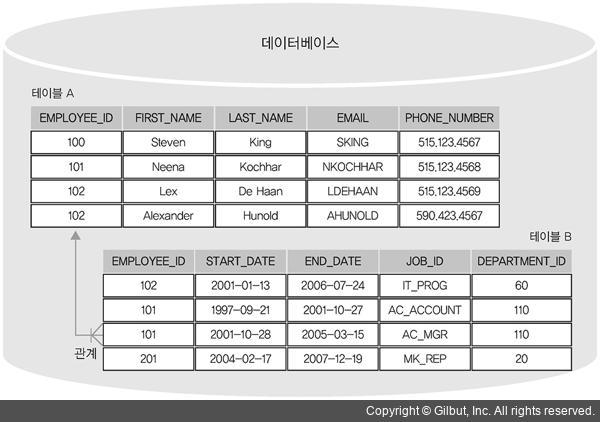 데이터베이스
테이블 A
EMPLOYEE_ID FIRST_NAME LAST_NAME EMAIL PHONE_NUMBER
100 Steven King SKING 515.123.4567
101 Neena Kochhar NKOCHHAR 515.123.4568
102 Lex De Haan LDEHAAN 515.123.4569
102 Alexander Hunold AHUNOLD 590.423.4567
테이블 B
EMPLOYEE_ID START_DATE END_DATE JOB_ID DEPARTMENT_ID
102 2001-01-13 2006-07-24 IT_PROG 60
101 1997-09-21 2001-10-27 AC_ACCOUNT 110
101 2001-10-28 2005-03-15 AC_MGR 110
관계
201 2004-02-17 2007-12-19 MK_REP 20
Copyright © Gilbut, Inc. All rights reserved.